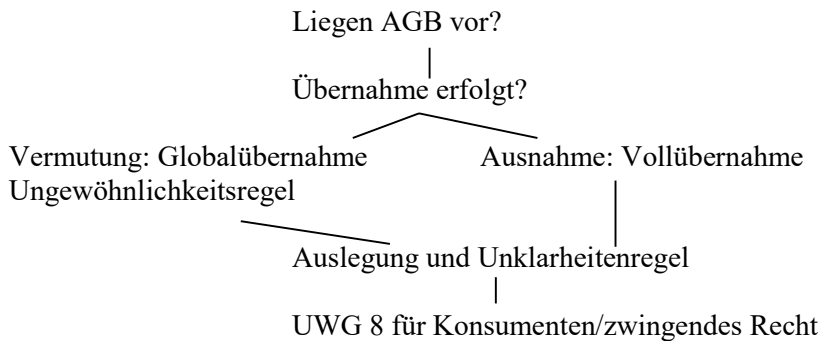 Liegen AGB vor?
Übernahme erfolgt?
Vermutung: Globalübernahme
Ungewöhnlichkeitsregel
Ausnahme: Vollübernahme
Auslegung und Unklarheitenregel
UWG 8 für Konsumenten/zwingendes Recht